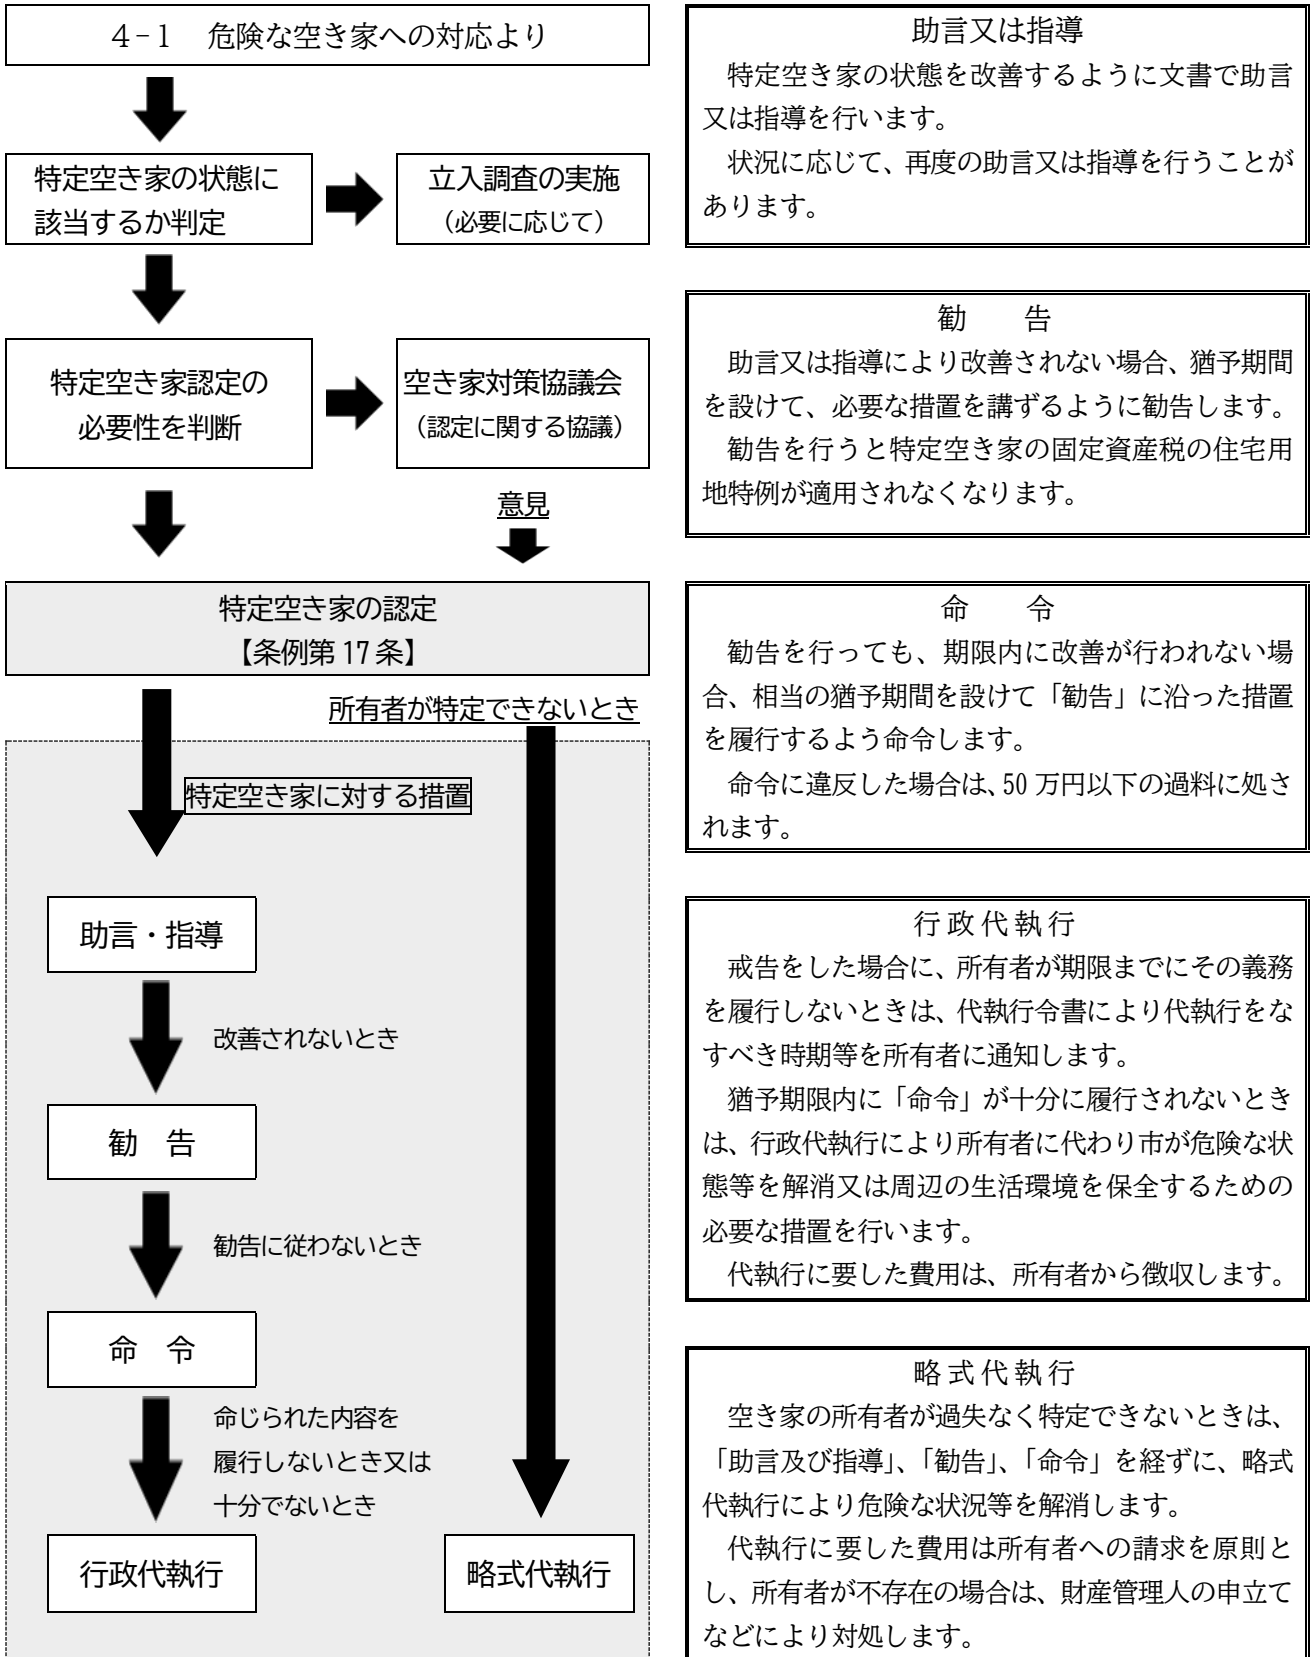 4-1 危険な空き家への対応より
特定空き家の状態に
該当するか判定
立入調査の実施
(必要に応じて)
特定空き家認定の
必要性を判断
空き家対策協議会
(認定に関する協議)
意見
特定空き家の認定
【条例第17条】
所有者が特定できないとき
特定空き家に対する措置
助言・指導
改善されないとき
勧 告
勧告に従わないとき
命 令
命じられた内容を
履行しないとき又は
十分でないとき
行政代執行
略式代執行
助言又は指導
特定空き家の状態を改善するように文書で助言
又は指導を行います。
状況に応じて、再度の助言又は指導を行うことが
あります。
勧 告
助言又は指導により改善されない場合、猶予期間
を設けて、必要な措置を講ずるように勧告します。
勧告を行うと特定空き家の固定資産税の住宅用
地特例が適用されなくなります。
命 令
勧告を行っても、期限内に改善が行われない場
合、相当の猶予期間を設けて「勧告」に沿った措置
を履行するよう命令します。
命令に違反した場合は、50万円以下の過料に処さ
れます。
行政代執行
戒告をした場合に、所有者が期限までにその義務
を履行しないときは、代執行令書により代執行をな
すべき時期等を所有者に通知します。
猶予期限内に「命令」が十分に履行されないとき
は、行政代執行により所有者に代わり市が危険な状
態等を解消又は周辺の生活環境を保全するための
必要な措置を行います。
代執行に要した費用は、所有者から徴収します。
略式代執行
空き家の所有者が過失なく特定できないときは、
「助言及び指導」、「勧告」、「命令」を経ずに、略式
代執行により危険な状況等を解消します。
代執行に要した費用は所有者への請求を原則と
し、所有者が不存在の場合は、財産管理人の申立て
などにより対処します。